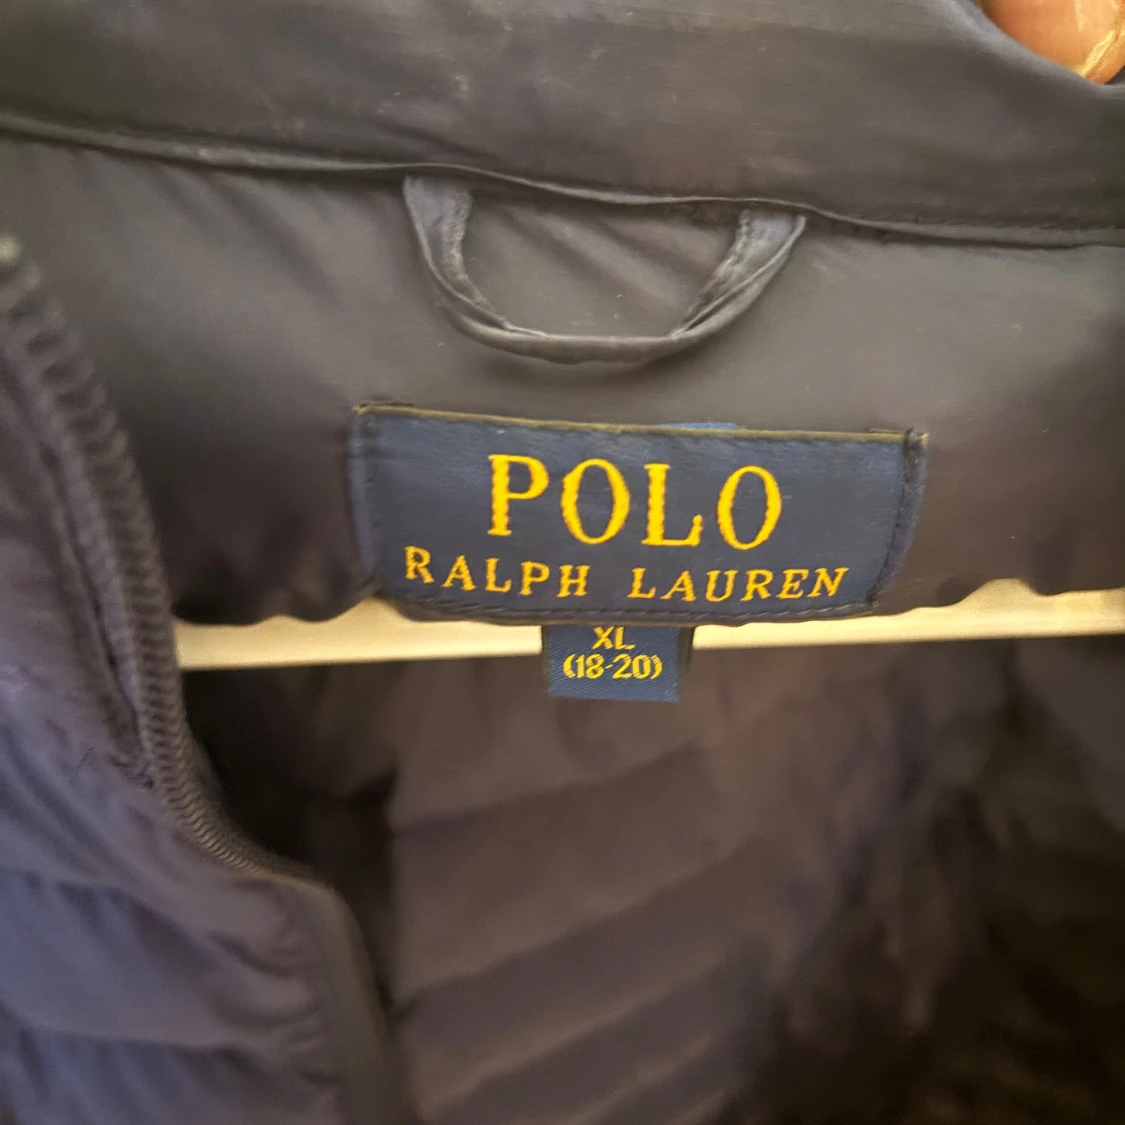 POLO
RALPH LAUREN
XL
(18-20)